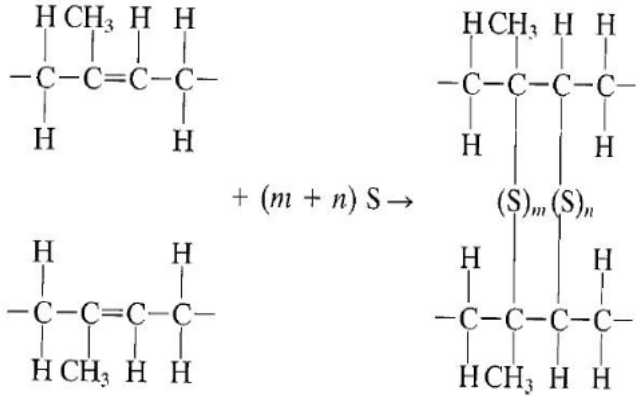 H CH₃ H H H CH₃ H H
–C–C=C–C– –C–C–C–C–
H H H H
+ (m + n) S → (S)ₘ (S)ₙ
H H H H
–C–C=C–C– –C–C–C–C–
H CH₃ H H H CH₃ H H